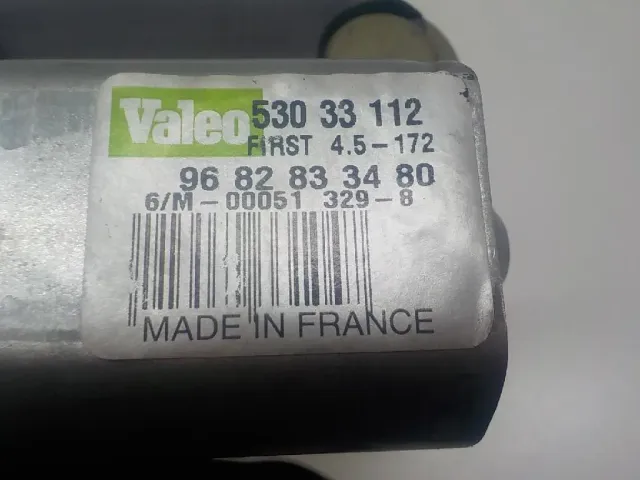 Valeo 530 33 112
FIRST 4.5-172
96 82 83 34 80
6/M-00051 329-8
MADE IN FRANCE